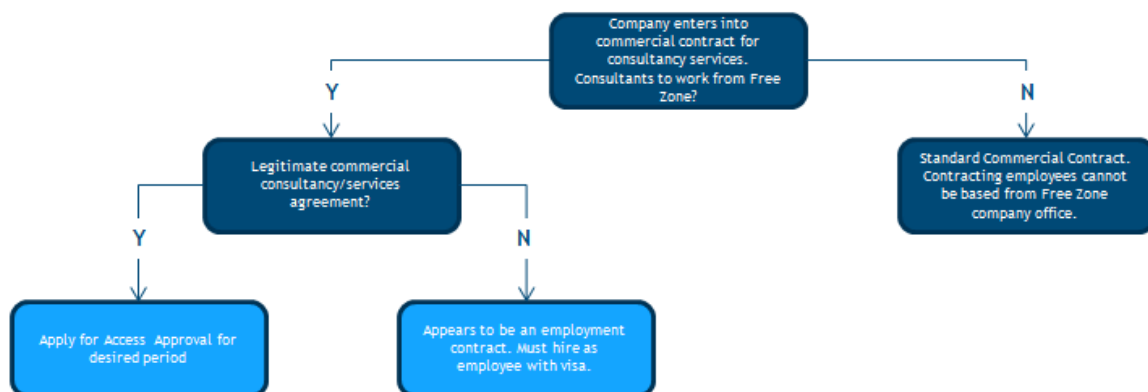 Company enters into
commercial contract for
consultancy services.
Consultants to work from Free
Zone?
Y
N
Legitimate commercial
consultancy/services
agreement?
Standard Commercial Contract.
Contracting employees cannot
be based from Free Zone
company office.
Y
N
Apply for Access Approval for
desired period
Appears to be an employment
contract. Must hire as
employee with visa.